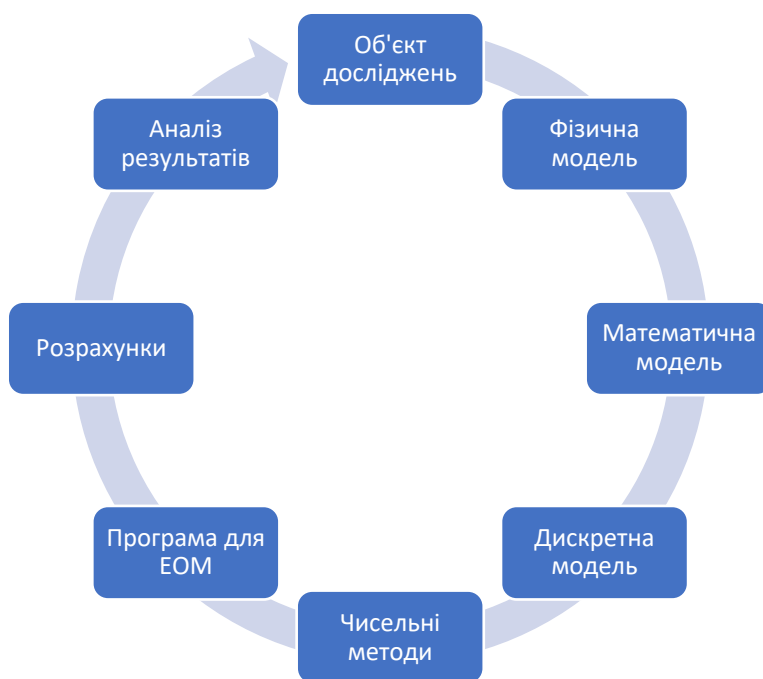 Об'єкт
досліджень
Фізична
модель
Математична
модель
Дискретна
модель
Чисельні
методи
Програма для
ЕОМ
Розрахунки
Аналіз
результатів